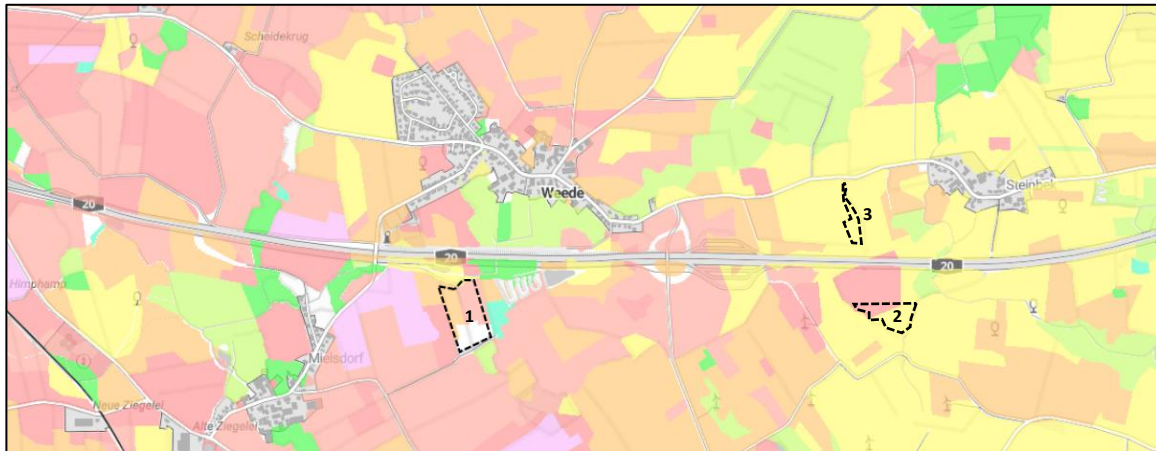 Scheidekrug
20
Weede
Steinbek
3
20
20
Himphamp
1
2
Mielsdorf
Neue Ziegelei
Alte Ziegelei